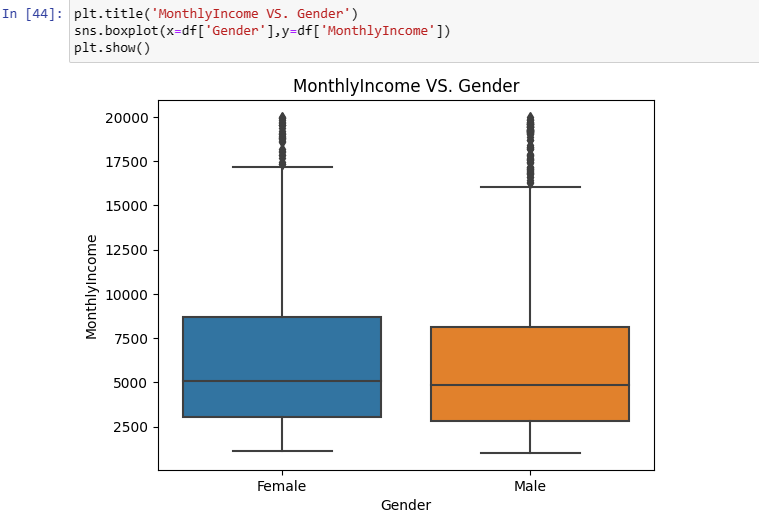 In [44]: plt.title('MonthlyIncome VS. Gender')
sns.boxplot(x=df['Gender'],y=df['MonthlyIncome'])
plt.show()
MonthlyIncome VS. Gender
20000
17500
15000
12500
10000
7500
5000
2500
MonthlyIncome
Female Male
Gender